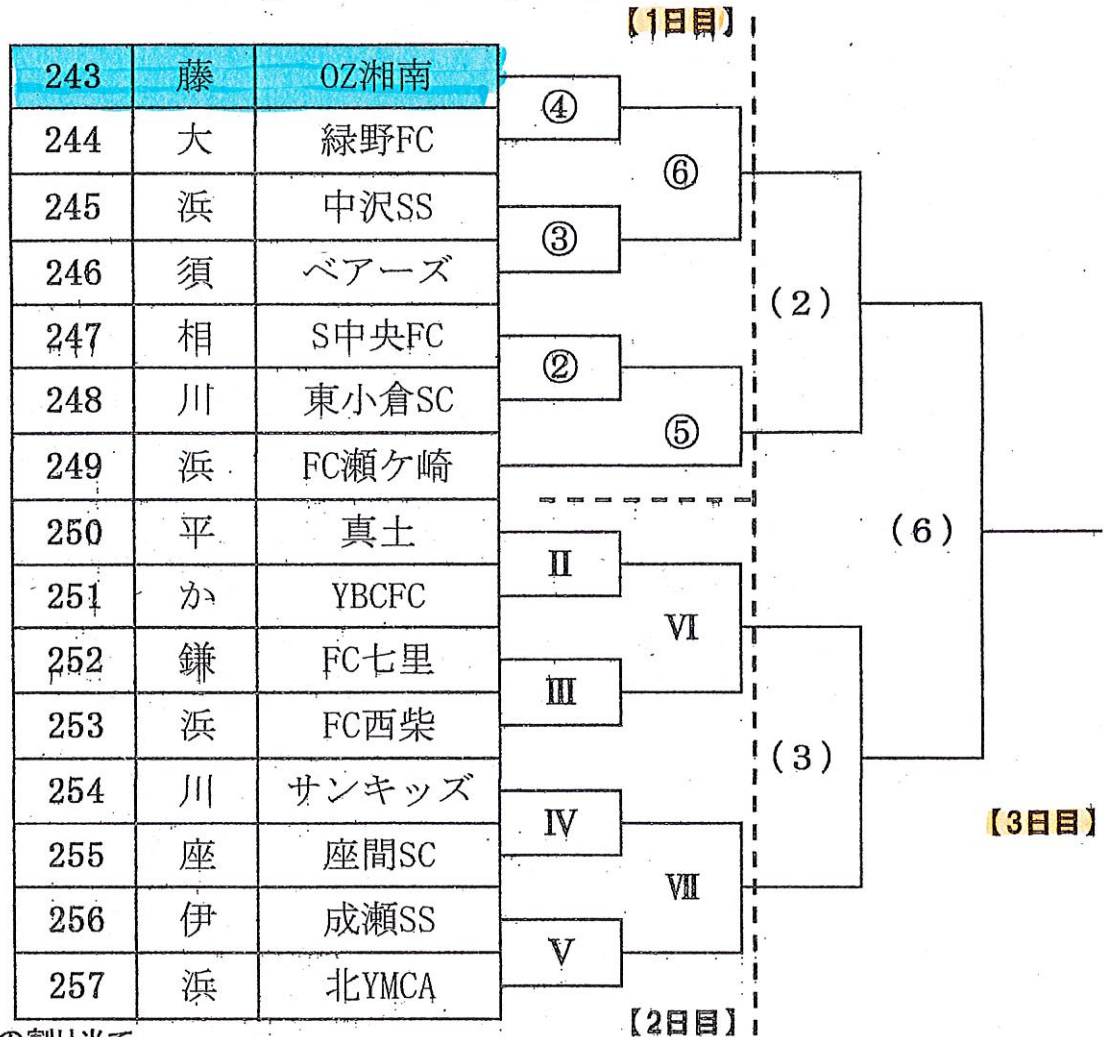 【1日目】
243 藤 OZ湘南
④
244 大 緑野FC
⑥
245 浜 中沢SS
③
246 須 ベアーズ
(2)
247 相 S中央FC
②
248 川 東小倉SC
⑤
249 浜 FC瀬ケ崎
250 平 真土
(6)
Ⅱ
251 か YBCFC
Ⅵ
252 鎌 FC七里
Ⅲ
253 浜 FC西柴
(3)
254 川 サンキッズ
Ⅳ
【3日目】
255 座 座間SC
Ⅶ
256 伊 成瀬SS
Ⅴ
257 浜 北YMCA
【2日目】
の割り当て